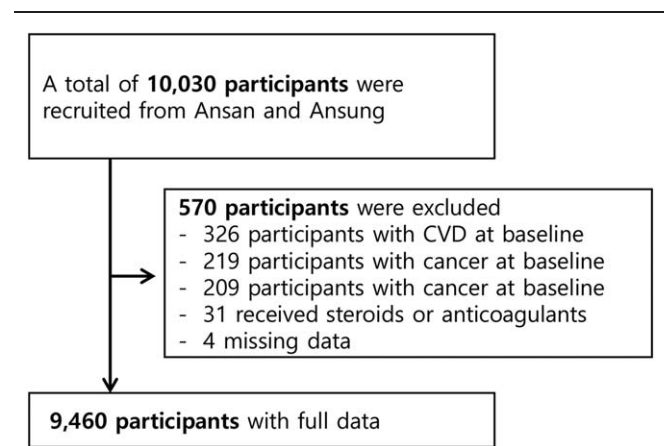 A total of 10,030 participants were
recruited from Ansan and Ansung
570 participants were excluded
- 326 participants with CVD at baseline
- 219 participants with cancer at baseline
- 209 participants with cancer at baseline
- 31 received steroids or anticoagulants
- 4 missing data
9,460 participants with full data